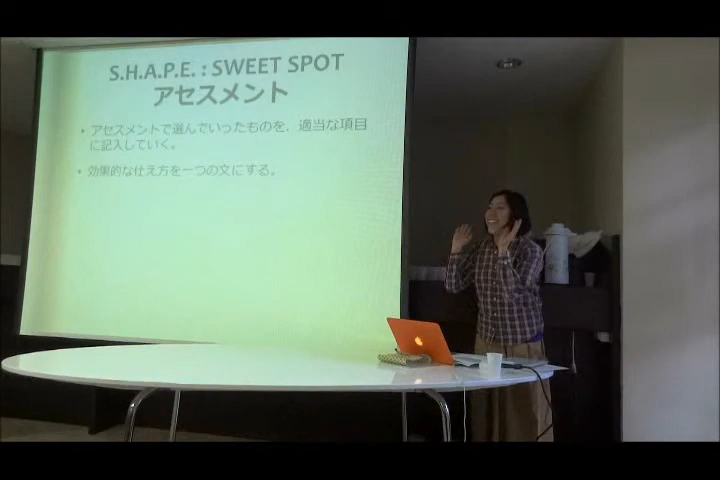 S.H.A.P.E. : SWEET SPOT
アセスメント
• アセスメントで選んでいったものを、適当な項目
に記入していく。
• 効果的な仕え方を一つの文にする。